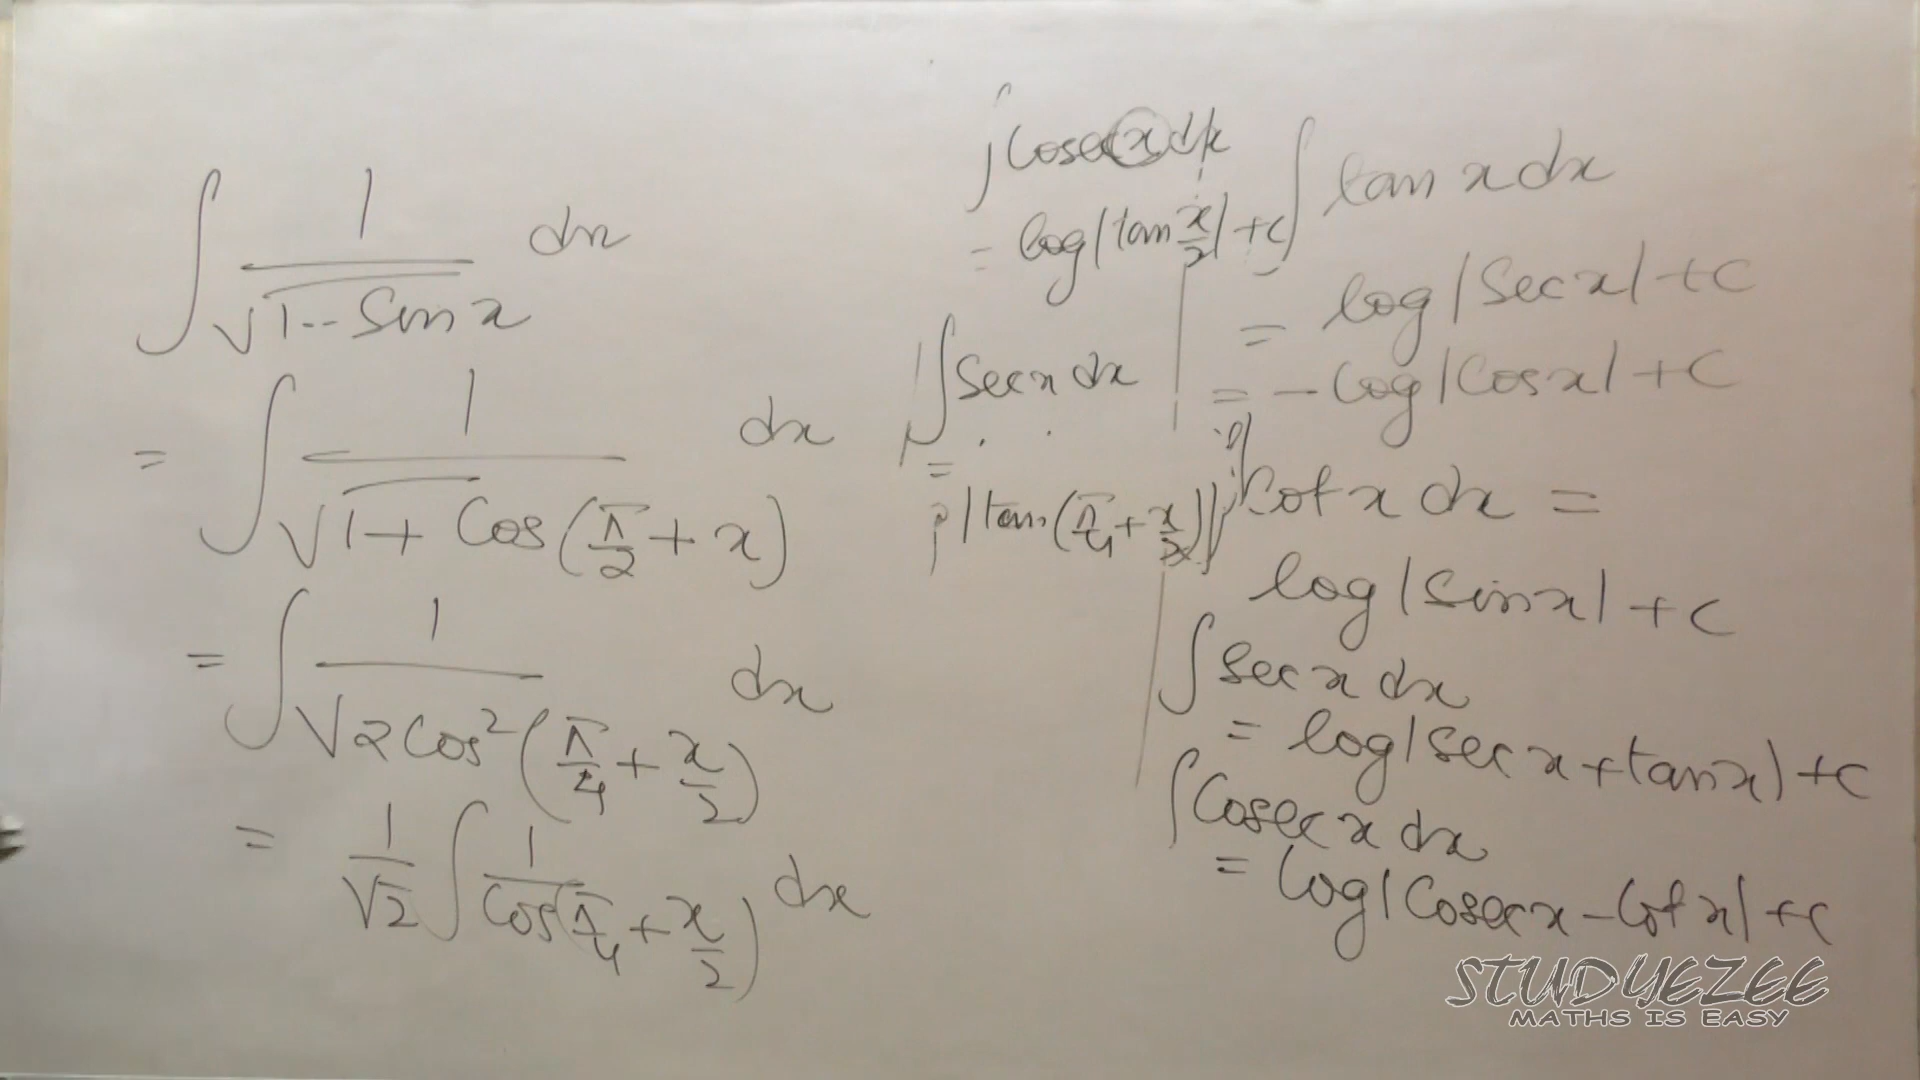 ∫ 1/√(1-sin x) dx
= ∫ 1/√(1+Cos(π/2+x)) dx
= ∫ 1/√(2Cos²(π/4+x/2)) dx
= 1/√2 ∫ 1/Cos(π/4+x/2) dx
∫Cosec x dx
= log|tan x/2|+c
∫Sec x dx
=
|tan(π/4+x/2)|
∫tan x dx
= log|Sec x|+c
= -log|Cos x|+c
∫Cot x dx =
log|Sin x|+c
∫Sec x dx
= log|Sec x+tan x)+c
∫Cosec x dx
= log|Cosec x-Cot x|+c
STUDYEZEE
MATHS IS EASY